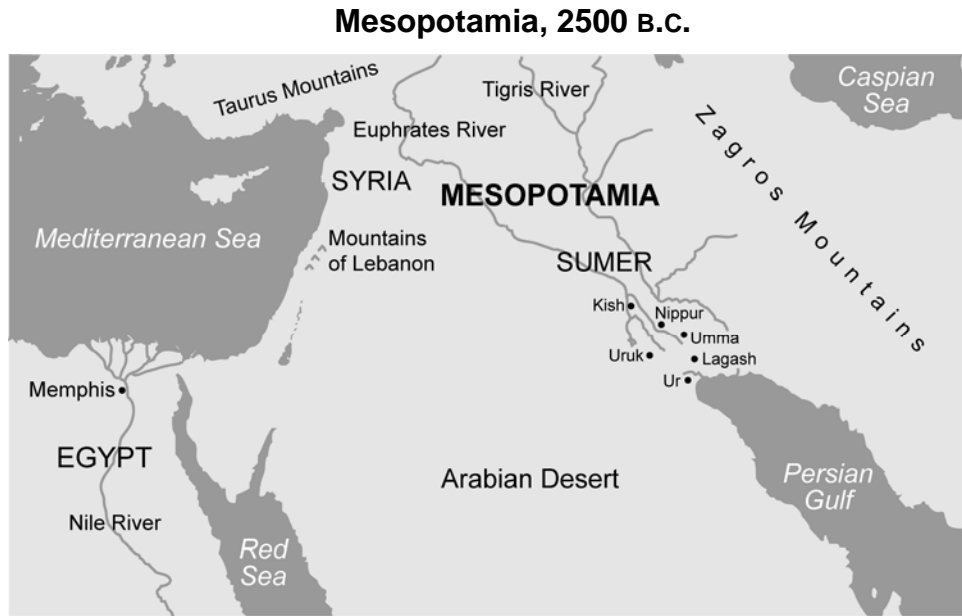 Mesopotamia, 2500 B.C.
Taurus Mountains
Tigris River
Caspian
Sea
Euphrates River
Zagros Mountains
SYRIA
MESOPOTAMIA
Mediterranean Sea
Mountains
of Lebanon
SUMER
Kish
Nippur
Umma
Uruk
Lagash
Ur
Memphis
EGYPT
Arabian Desert
Persian
Gulf
Nile River
Red
Sea